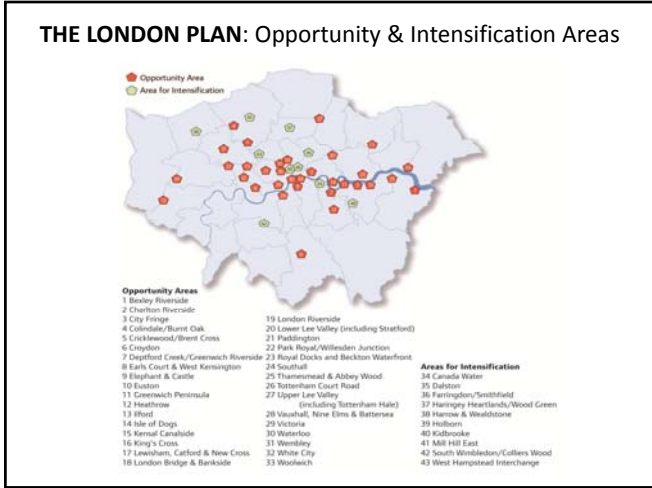 THE LONDON PLAN: Opportunity & Intensification Areas
Opportunity Area
Area for Intensification
Opportunity Areas
1 Bexley Riverside
2 Charlton Riverside
3 City Fringe
4 Colindale/Burnt Oak
5 Cricklewood/Brent Cross
6 Croydon
7 Deptford Creek/Greenwich Riverside
8 Earls Court & West Kensington
9 Elephant & Castle
10 Euston
11 Greenwich Peninsula
12 Heathrow
13 Ilford
14 Isle of Dogs
15 Kensal Canalside
16 King's Cross
17 Lewisham, Catford & New Cross
18 London Bridge & Bankside
19 London Riverside
20 Lower Lee Valley (including Stratford)
21 Paddington
22 Park Royal/Willesden Junction
23 Royal Docks and Beckton Waterfront
24 Southall
25 Thamesmead & Abbey Wood
26 Tottenham Court Road
27 Upper Lee Valley
(including Tottenham Hale)
28 Vauxhall, Nine Elms & Battersea
29 Victoria
30 Waterloo
31 Wembley
32 White City
33 Woolwich
Areas for Intensification
34 Canada Water
35 Dalston
36 Farringdon/Smithfield
37 Haringey Heartlands/Wood Green
38 Harrow & Wealdstone
39 Holborn
40 Kidbrooke
41 Mill Hill East
42 South Wimbledon/Colliers Wood
43 West Hampstead Interchange